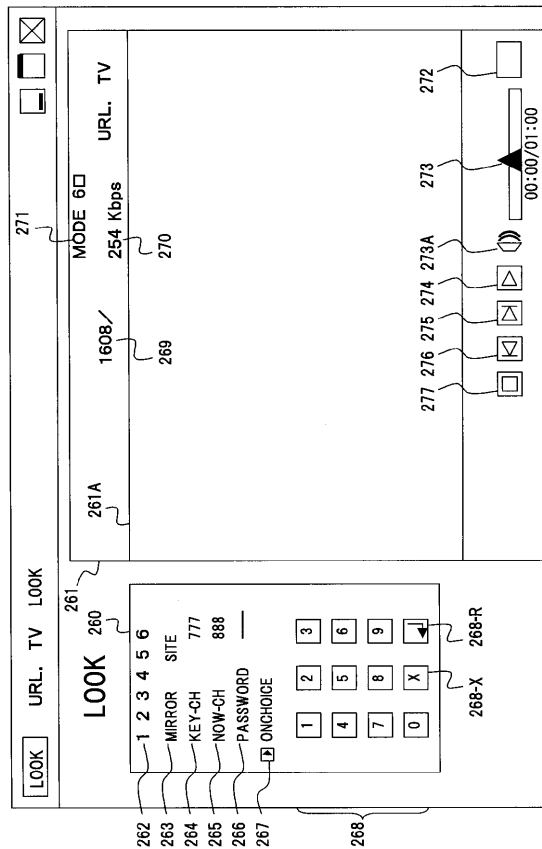 LOOK URL. TV LOOK
LOOK
260
261
261A
271
1 2 3 4 5 6
MIRROR SITE
KEY-CH 777
NOW-CH 888
PASSWORD
ONCHOICE
262
263
264
265
266
267
1 2 3
4 5 6
7 8 9
0 X
268
268-X
268-R
MODE 6□
1608/ 254 Kbps URL. TV
269
270
277
276
275
274
273A
273
272
00:00/01:00